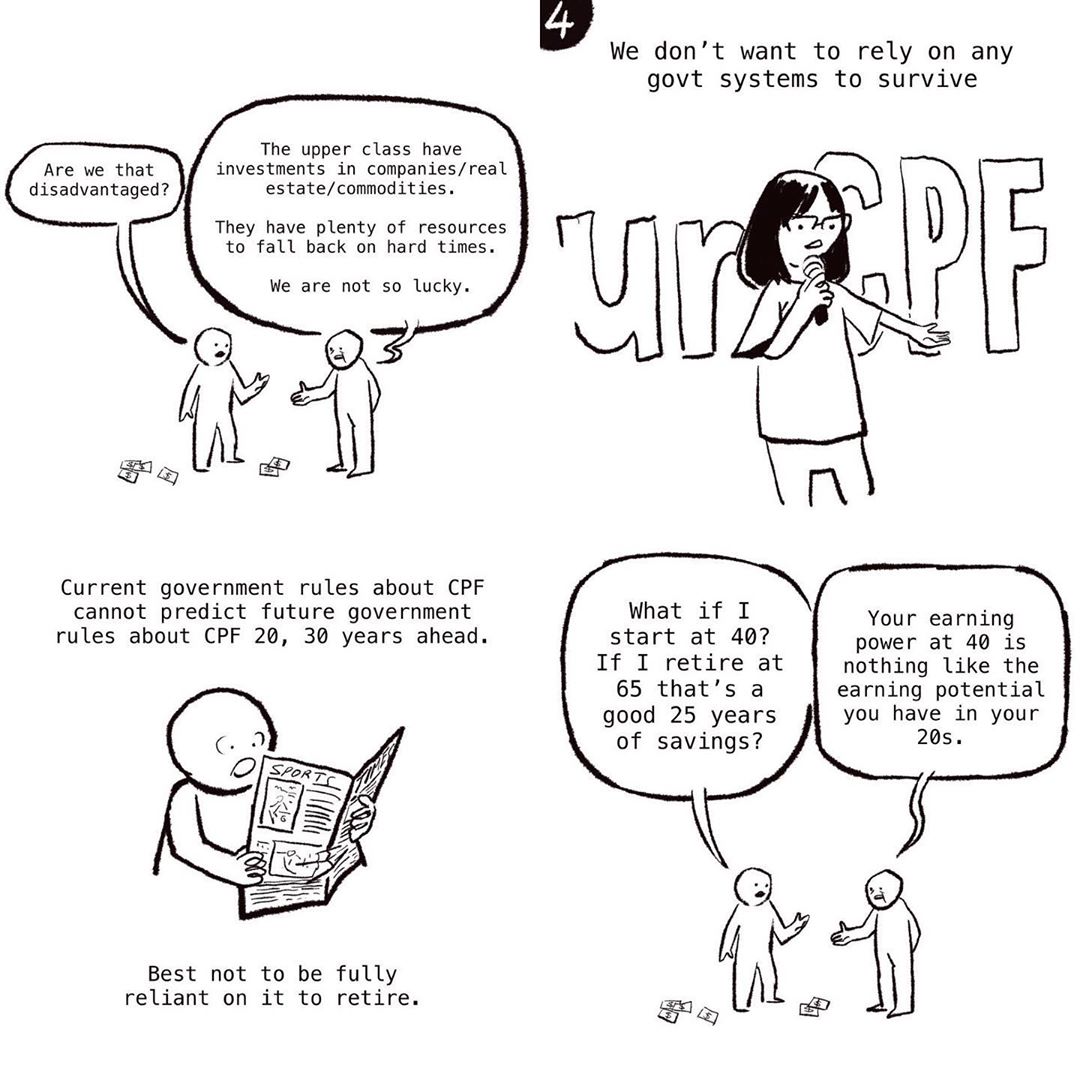 Are we that
disadvantaged?
The upper class have
investments in companies/real
estate/commodities.
They have plenty of resources
to fall back on hard times.
We are not so lucky.
4
We don't want to rely on any
govt systems to survive
ur CPF
Current government rules about CPF
cannot predict future government
rules about CPF 20, 30 years ahead.
SPORTS
Best not to be fully
reliant on it to retire.
What if I
start at 40?
If I retire at
65 that's a
good 25 years
of savings?
Your earning
power at 40 is
nothing like the
earning potential
you have in your
20s.